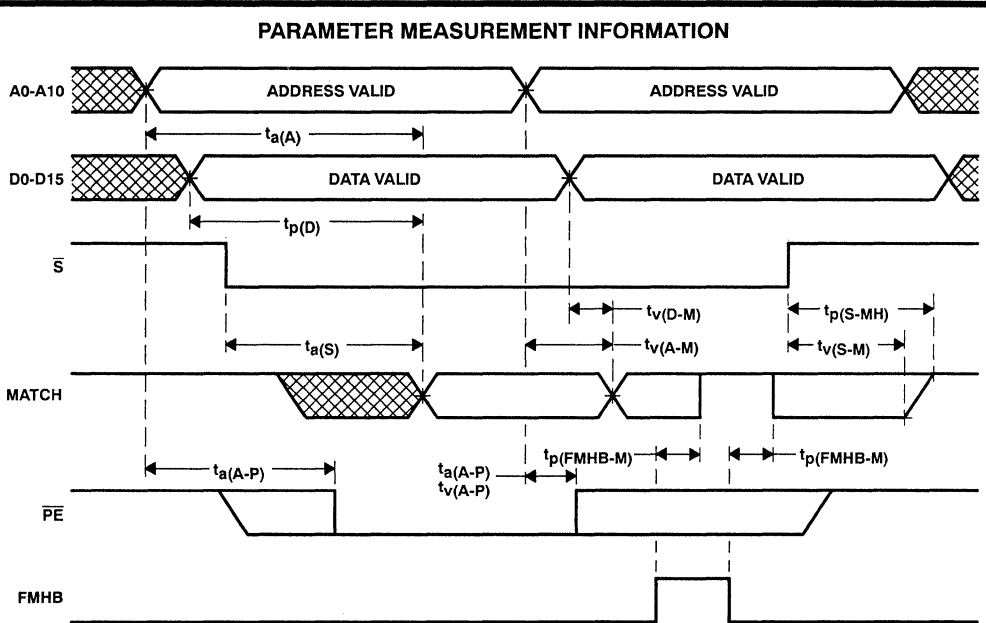 PARAMETER MEASUREMENT INFORMATION
A0-A10
ADDRESS VALID
ADDRESS VALID
ta(A)
D0-D15
DATA VALID
DATA VALID
tp(D)
S̅
tv(D-M)
tp(S-MH)
ta(S)
tv(A-M)
tv(S-M)
MATCH
ta(A-P)
ta(A-P)
tv(A-P)
tp(FMHB-M)
tp(FMHB-M)
P̅E̅
FMHB